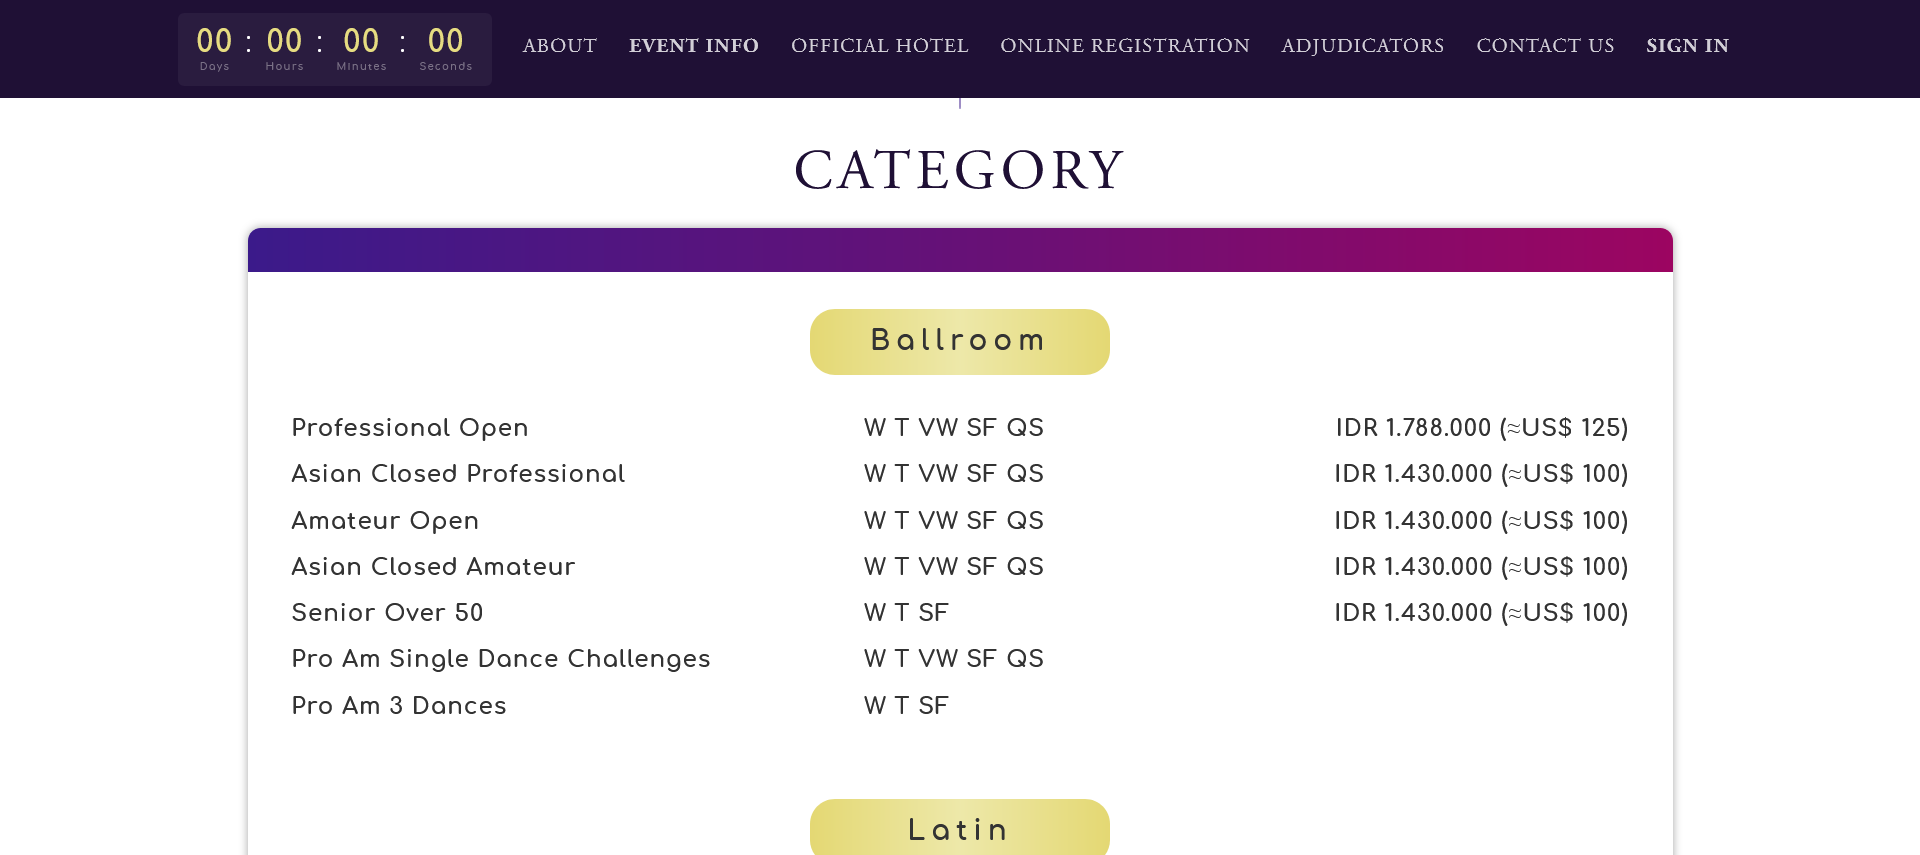 00 : 00 : 00 : 00
Days Hours Minutes Seconds
ABOUT EVENT INFO OFFICIAL HOTEL ONLINE REGISTRATION ADJUDICATORS CONTACT US SIGN IN
CATEGORY
Ballroom
Professional Open W T VW SF QS IDR 1.788.000 (≈US$ 125)
Asian Closed Professional W T VW SF QS IDR 1.430.000 (≈US$ 100)
Amateur Open W T VW SF QS IDR 1.430.000 (≈US$ 100)
Asian Closed Amateur W T VW SF QS IDR 1.430.000 (≈US$ 100)
Senior Over 50 W T SF IDR 1.430.000 (≈US$ 100)
Pro Am Single Dance Challenges W T VW SF QS
Pro Am 3 Dances W T SF
Latin